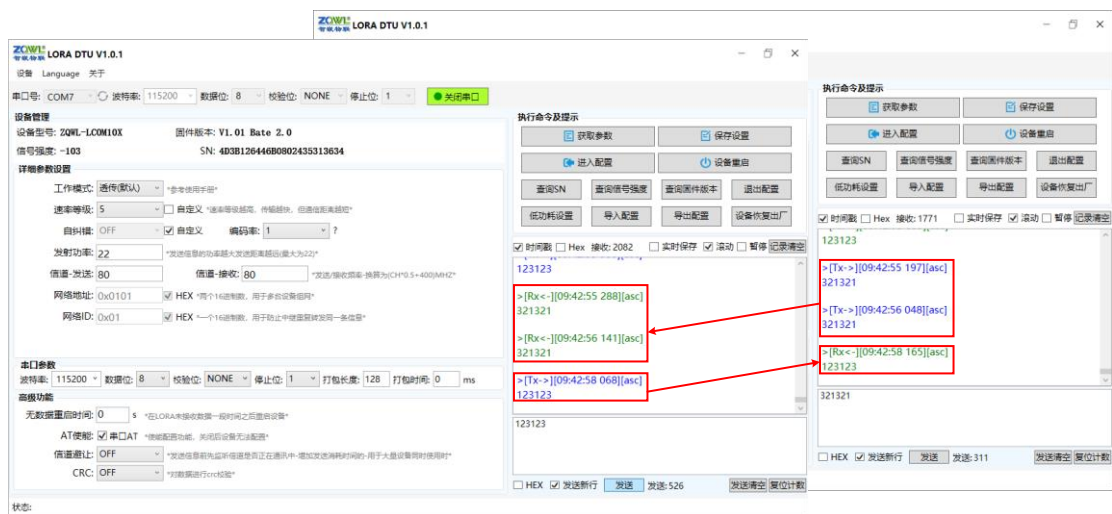 ZQWL 智嵌物联 LORA DTU V1.0.1
ZQWL 智嵌物联 LORA DTU V1.0.1
设备 Language 关于
串口号: COM7 波特率: 115200 数据位: 8 校验位: NONE 停止位: 1 关闭串口
设备管理
设备型号: ZQWL-LCOM10X 固件版本: V1.01 Bate 2.0
信号强度: -103 SN: 4D3B126446B0802435313634
详细参数设置
工作模式: 透传(默认) *参考使用手册*
速率等级: 5 自定义 *速率等级越高，传输越快，但通信距离越短*
自纠错: OFF 自定义 编码率: 1 ?
发射功率: 22 *发送信息的功率越大发送距离越远(最大为22)*
信道-发送: 80 信道-接收: 80 *发送/接收频率-换算为(CH*0.5+400)MHZ*
网络地址: 0x0101 HEX *两个16进制数，用于多台设备组网*
网络ID: 0x01 HEX *一个16进制数，用于防止中继重复转发同一条信息*
串口参数
波特率: 115200 数据位: 8 校验位: NONE 停止位: 1 打包长度: 128 打包时间: 0 ms
高级功能
无数据重启时间: 0 s *在LORA未接收数据一段时间之后重启设备*
AT使能: 串口AT *使能配置功能，关闭后设备无法配置*
信道避让: OFF *发送信息前先监听信道是否正在通讯中-增加发送消耗时间的-用于大量设备同时使用时*
CRC: OFF *对数据进行crc校验*
状态:
执行命令及提示
获取参数 保存设置
进入配置 设备重启
查询SN 查询信号强度 查询固件版本 退出配置
低功耗设置 导入配置 导出配置 设备恢复出厂
时间戳 Hex 接收: 2082 实时保存 滚动 暂停 记录清空
123123
>[Rx<-][09:42:55 288][asc]
321321
>[Rx<-][09:42:56 141][asc]
321321
>[Tx->][09:42:58 068][asc]
123123
123123
HEX 发送新行 发送 发送: 526 发送清空 复位计数
执行命令及提示
获取参数 保存设置
进入配置 设备重启
查询SN 查询信号强度 查询固件版本 退出配置
低功耗设置 导入配置 导出配置 设备恢复出厂
时间戳 Hex 接收: 1771 实时保存 滚动 暂停 记录清空
123123
>[Tx->][09:42:55 197][asc]
321321
>[Tx->][09:42:56 048][asc]
321321
>[Rx<-][09:42:58 165][asc]
123123
321321
HEX 发送新行 发送 发送: 311 发送清空 复位计数